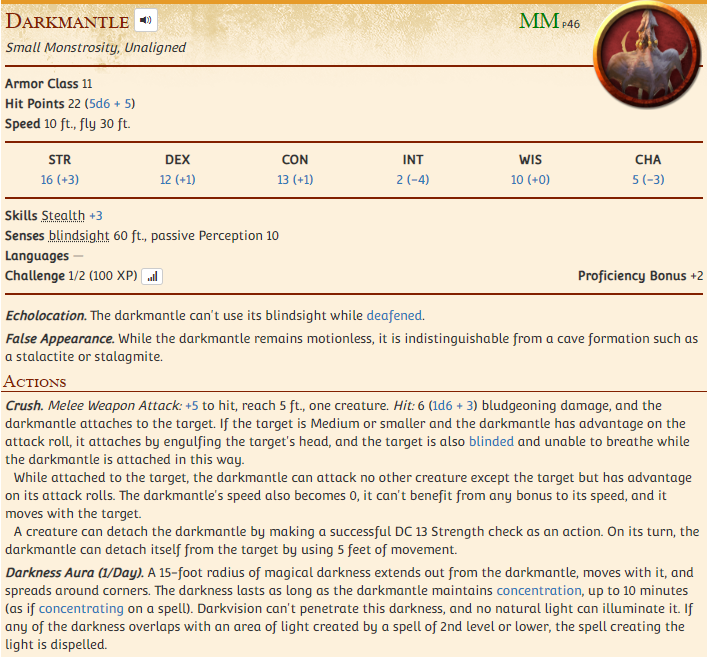 DARKMANTLE MM P46
Small Monstrosity, Unaligned
Armor Class 11
Hit Points 22 (5d6 + 5)
Speed 10 ft., fly 30 ft.
STR DEX CON INT WIS CHA
16 (+3) 12 (+1) 13 (+1) 2 (−4) 10 (+0) 5 (−3)
Skills Stealth +3
Senses blindsight 60 ft., passive Perception 10
Languages —
Challenge 1/2 (100 XP) Proficiency Bonus +2
Echolocation. The darkmantle can't use its blindsight while deafened.
False Appearance. While the darkmantle remains motionless, it is indistinguishable from a cave formation such as
a stalactite or stalagmite.
ACTIONS
Crush. Melee Weapon Attack: +5 to hit, reach 5 ft., one creature. Hit: 6 (1d6 + 3) bludgeoning damage, and the
darkmantle attaches to the target. If the target is Medium or smaller and the darkmantle has advantage on the
attack roll, it attaches by engulfing the target's head, and the target is also blinded and unable to breathe while
the darkmantle is attached in this way.
While attached to the target, the darkmantle can attack no other creature except the target but has advantage
on its attack rolls. The darkmantle's speed also becomes 0, it can't benefit from any bonus to its speed, and it
moves with the target.
A creature can detach the darkmantle by making a successful DC 13 Strength check as an action. On its turn, the
darkmantle can detach itself from the target by using 5 feet of movement.
Darkness Aura (1/Day). A 15-foot radius of magical darkness extends out from the darkmantle, moves with it, and
spreads around corners. The darkness lasts as long as the darkmantle maintains concentration, up to 10 minutes
(as if concentrating on a spell). Darkvision can't penetrate this darkness, and no natural light can illuminate it. If
any of the darkness overlaps with an area of light created by a spell of 2nd level or lower, the spell creating the
light is dispelled.